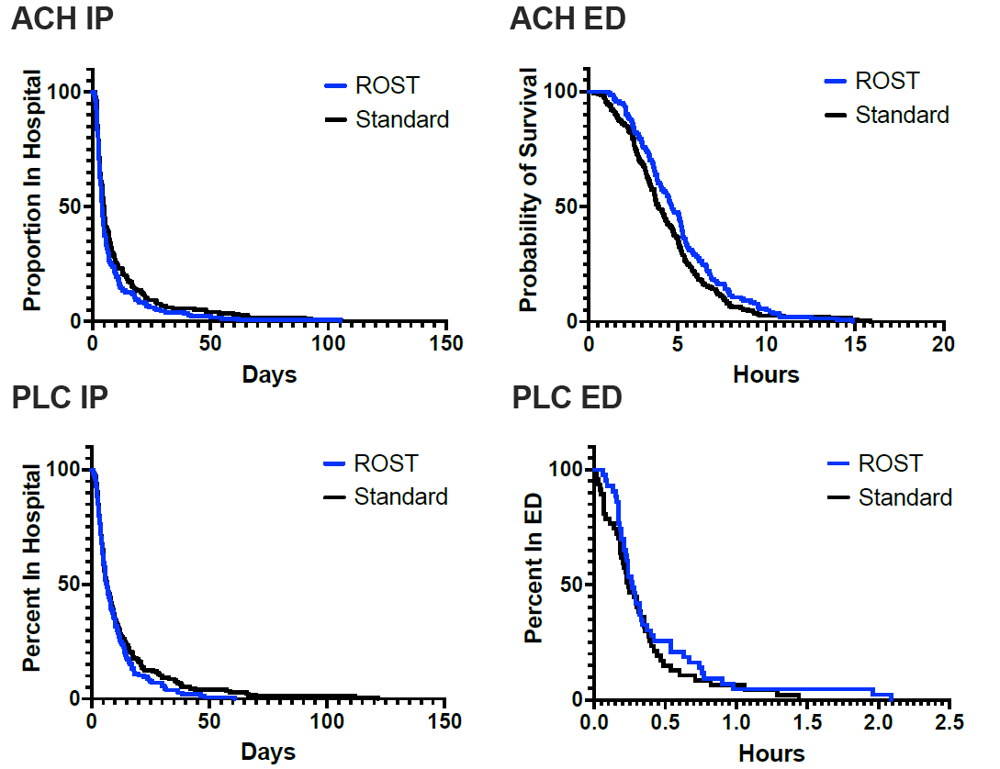 ACH IP
ROST
Standard
Proportion In Hospital
100
50
0
0 50 100 150
Days
ACH ED
ROST
Standard
Probability of Survival
100
50
0
0 5 10 15 20
Hours
PLC IP
ROST
Standard
Percent In Hospital
100
50
0
0 50 100 150
Days
PLC ED
ROST
Standard
Percent In ED
100
50
0
0.0 0.5 1.0 1.5 2.0 2.5
Hours